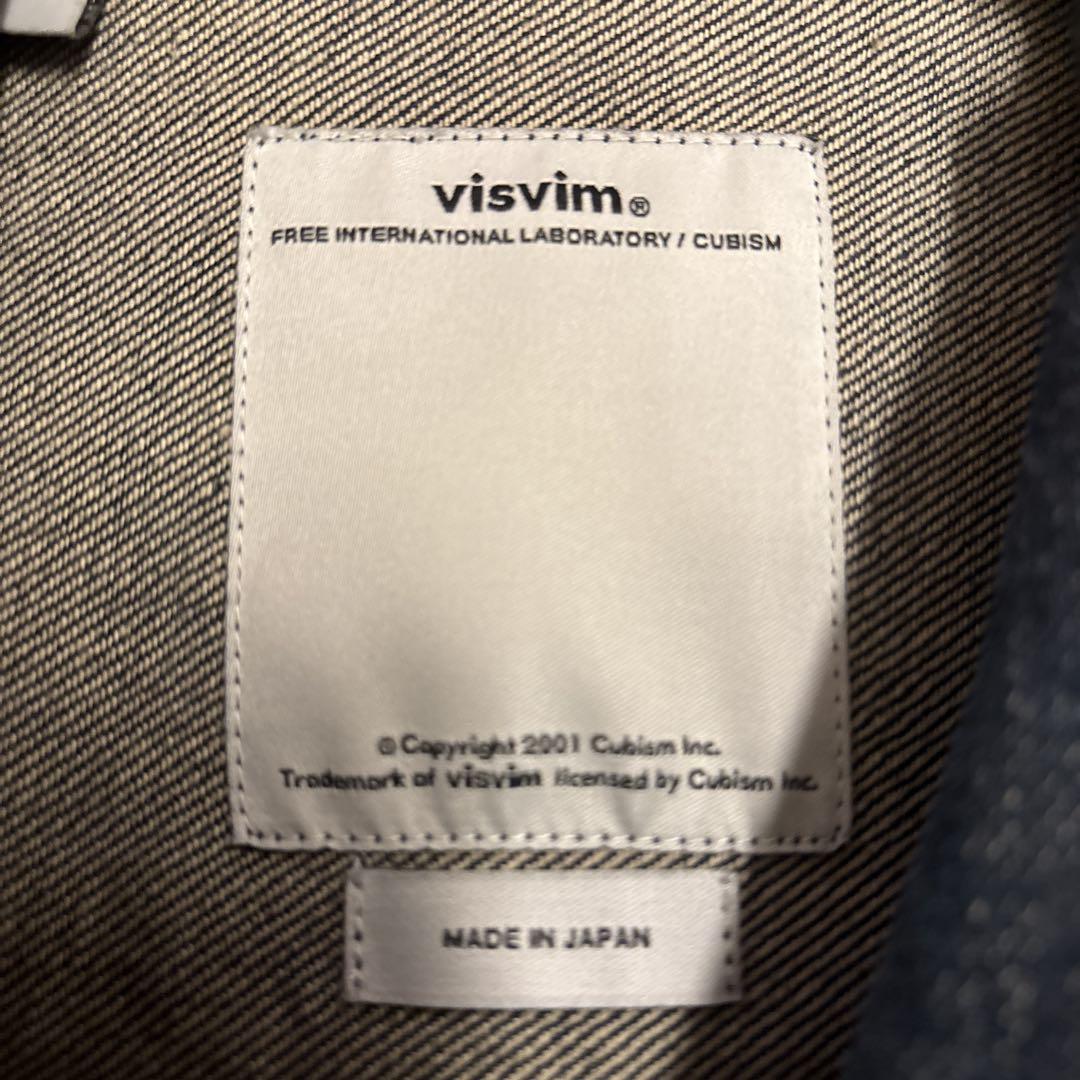 visvim®
FREE INTERNATIONAL LABORATORY / CUBISM
© Copyright 2001 Cubism Inc.
Trademark of visvim licensed by Cubism Inc.
MADE IN JAPAN